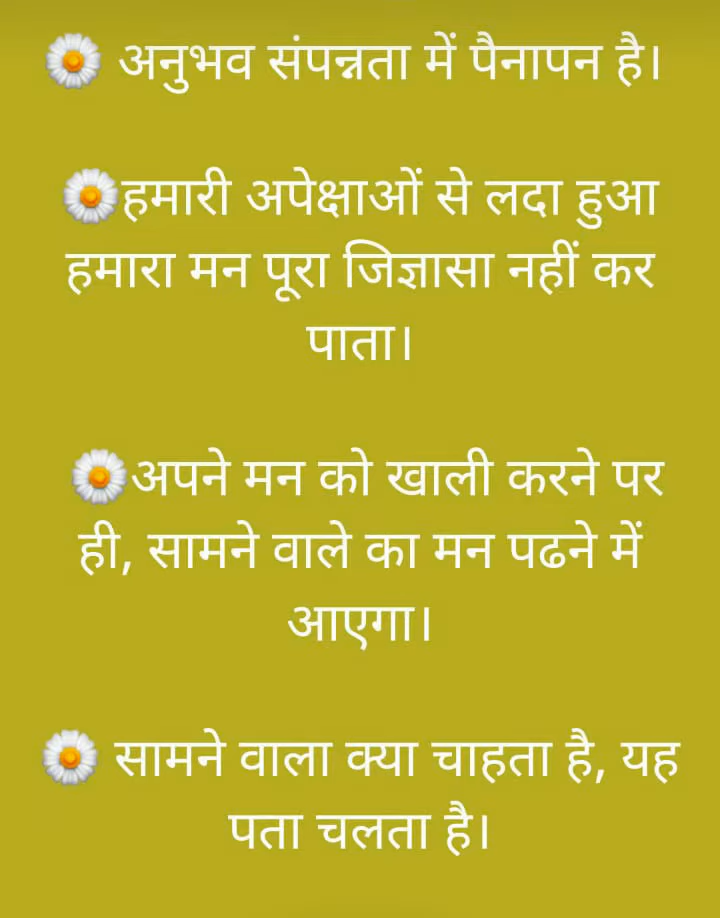 🌼 अनुभव संपन्नता में पैनापन है।
🌼हमारी अपेक्षाओं से लदा हुआ
हमारा मन पूरा जिज्ञासा नहीं कर
पाता।
🌼अपने मन को खाली करने पर
ही, सामने वाले का मन पढने में
आएगा।
🌼 सामने वाला क्या चाहता है, यह
पता चलता है।